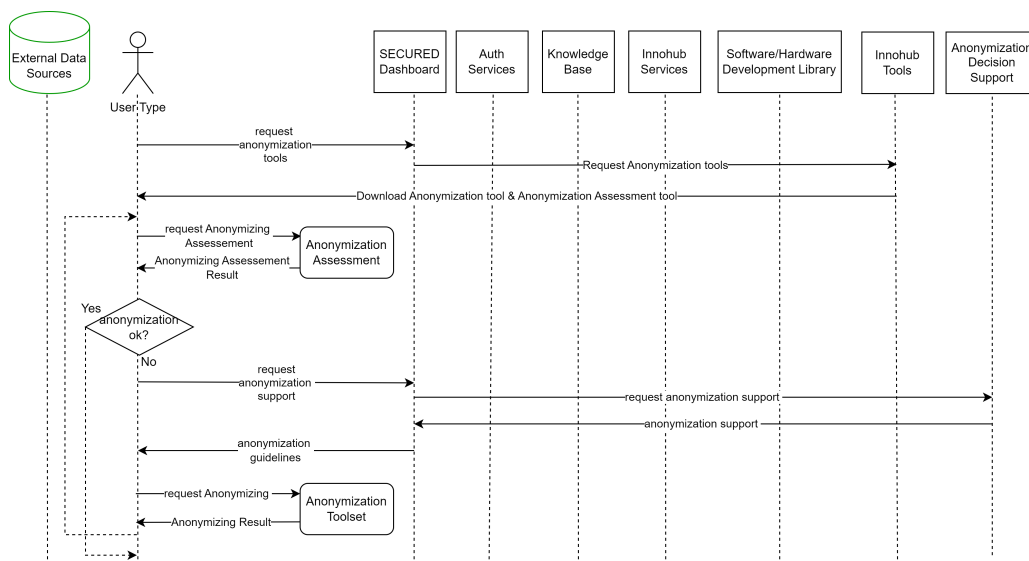 External Data
Sources
User Type
SECURED
Dashboard
Auth
Services
Knowledge
Base
Innohub
Services
Software/Hardware
Development Library
Innohub
Tools
Anonymization
Decision
Support
request
anonymization
tools
Request Anonymization tools
Download Anonymization tool & Anonymization Assessment tool
request Anonymizing
Assessement
Anonymization
Assessment
Anonymizing Assessement
Result
Yes
anonymization
ok?
No
request
anonymization
support
request anonymization support
anonymization support
anonymization
guidelines
request Anonymizing
Anonymization
Toolset
Anonymizing Result